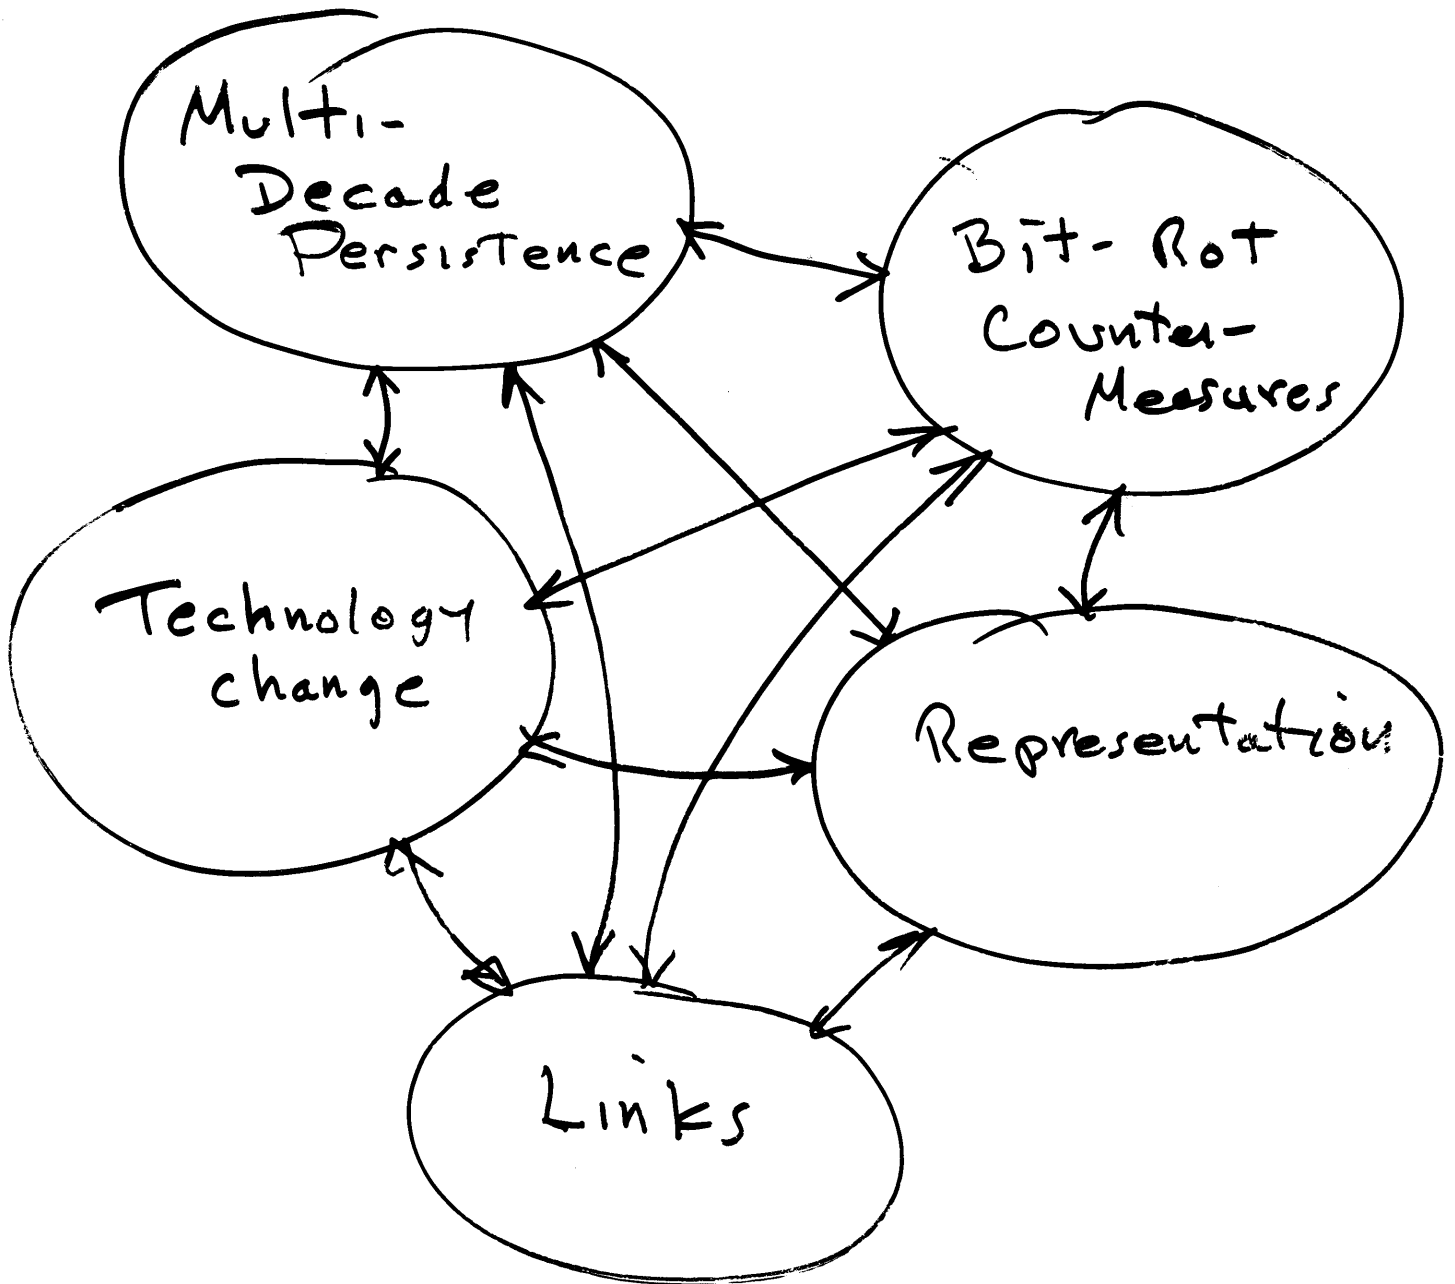 Multi-
Decade
Persistence
Bit-Rot
Counter-
Measures
Technology
change
Representation
Links